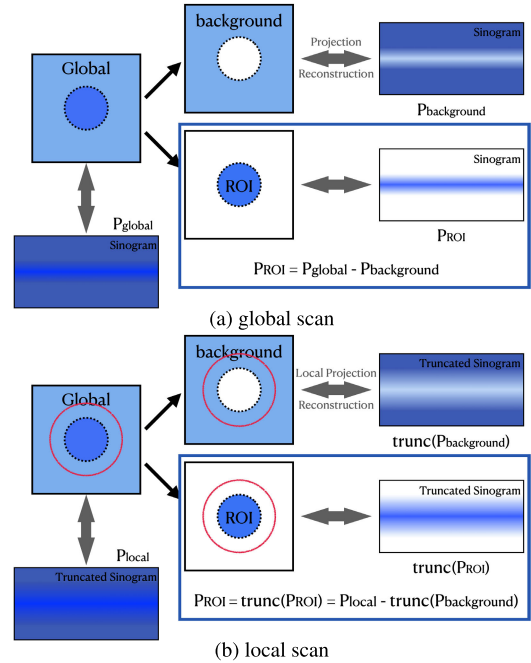 background
Global
Projection
Reconstruction
Sinogram
Pbackground
Pglobal
Sinogram
ROI
Sinogram
PROI
PROI = Pglobal - Pbackground
(a) global scan
background
Global
Local Projection
Reconstruction
Truncated Sinogram
trunc(Pbackground)
Plocal
Truncated Sinogram
ROI
Truncated Sinogram
trunc(PROI)
PROI = trunc(PROI) = Plocal - trunc(Pbackground)
(b) local scan